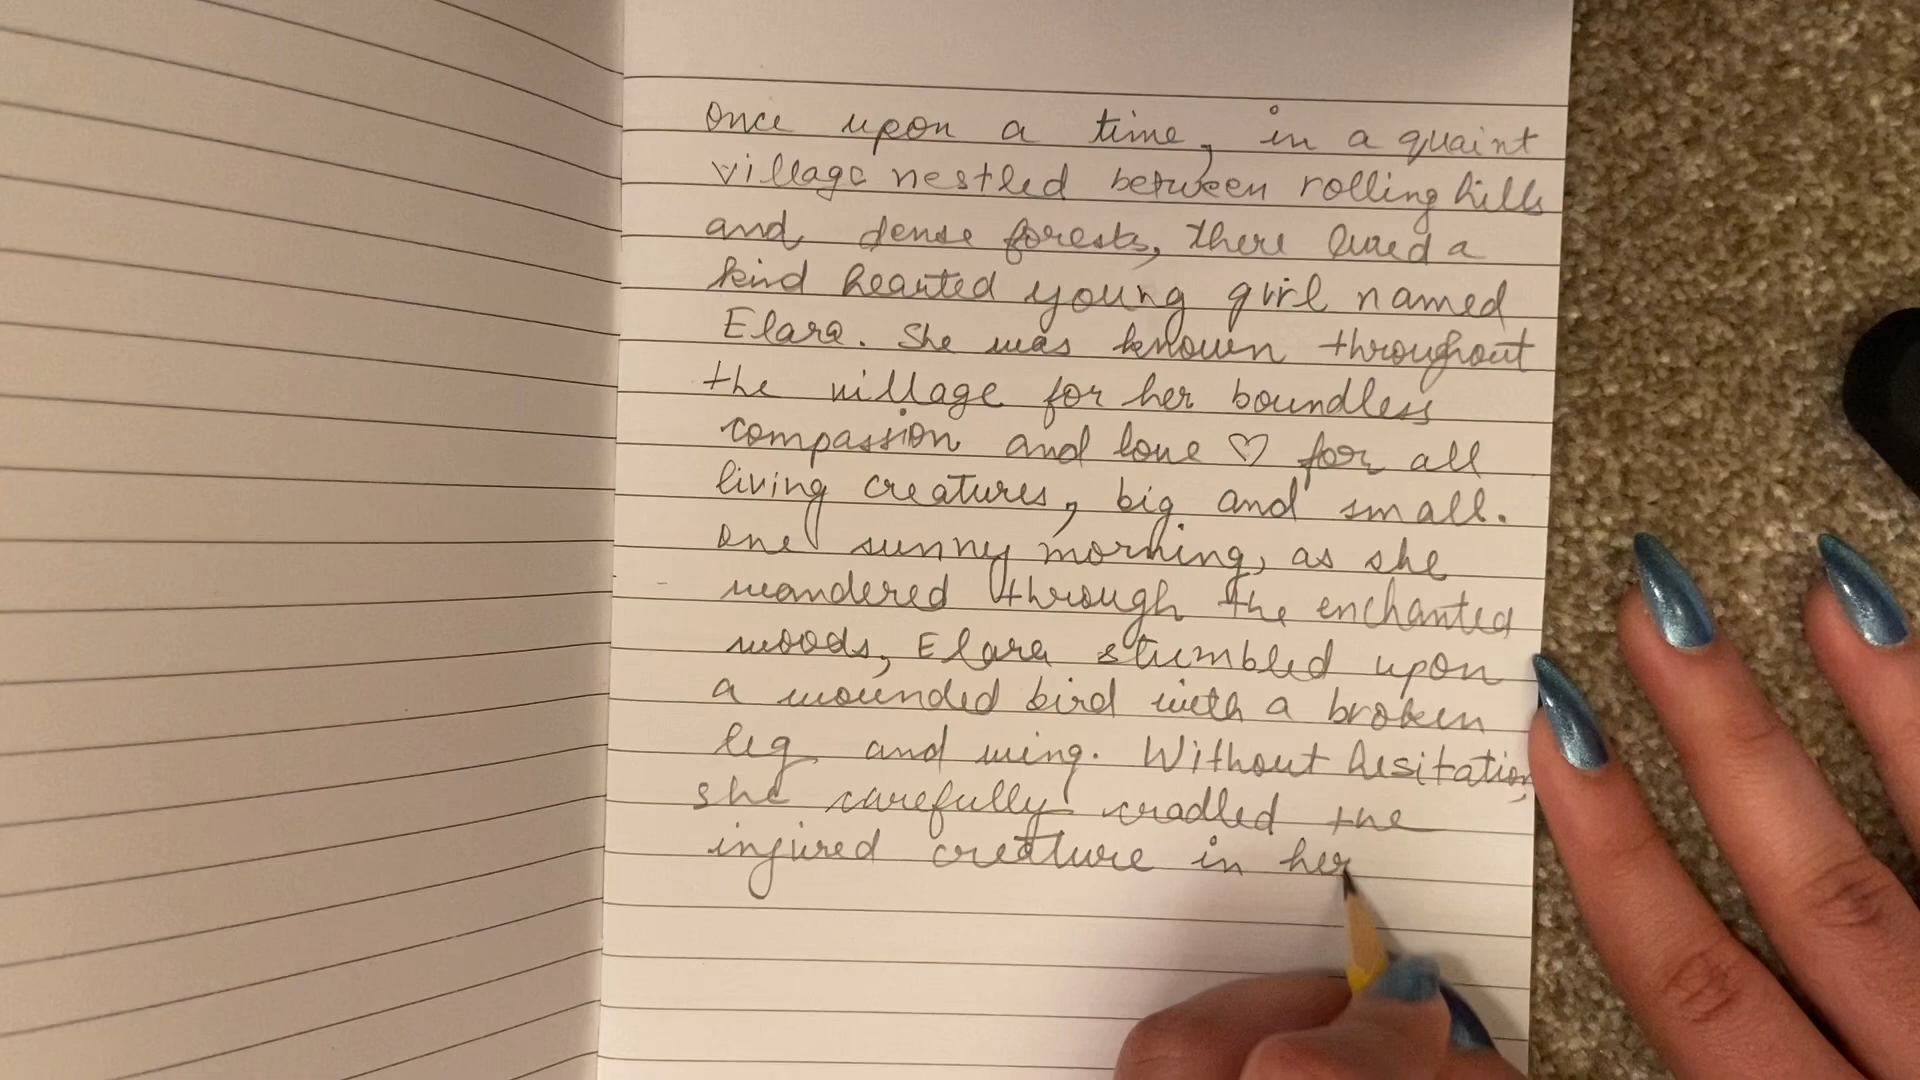 Once upon a time, in a quaint
village nestled between rolling hills
and dense forests, there lived a
kind hearted young girl named
Elara. She was known throughout
the village for her boundless
compassion and love ♡ for all
living creatures, big and small.
One sunny morning, as she
wandered through the enchanted
woods, Elara stumbled upon
a wounded bird with a broken
leg and wing. Without hesitation,
she carefully cradled the
injured creature in her